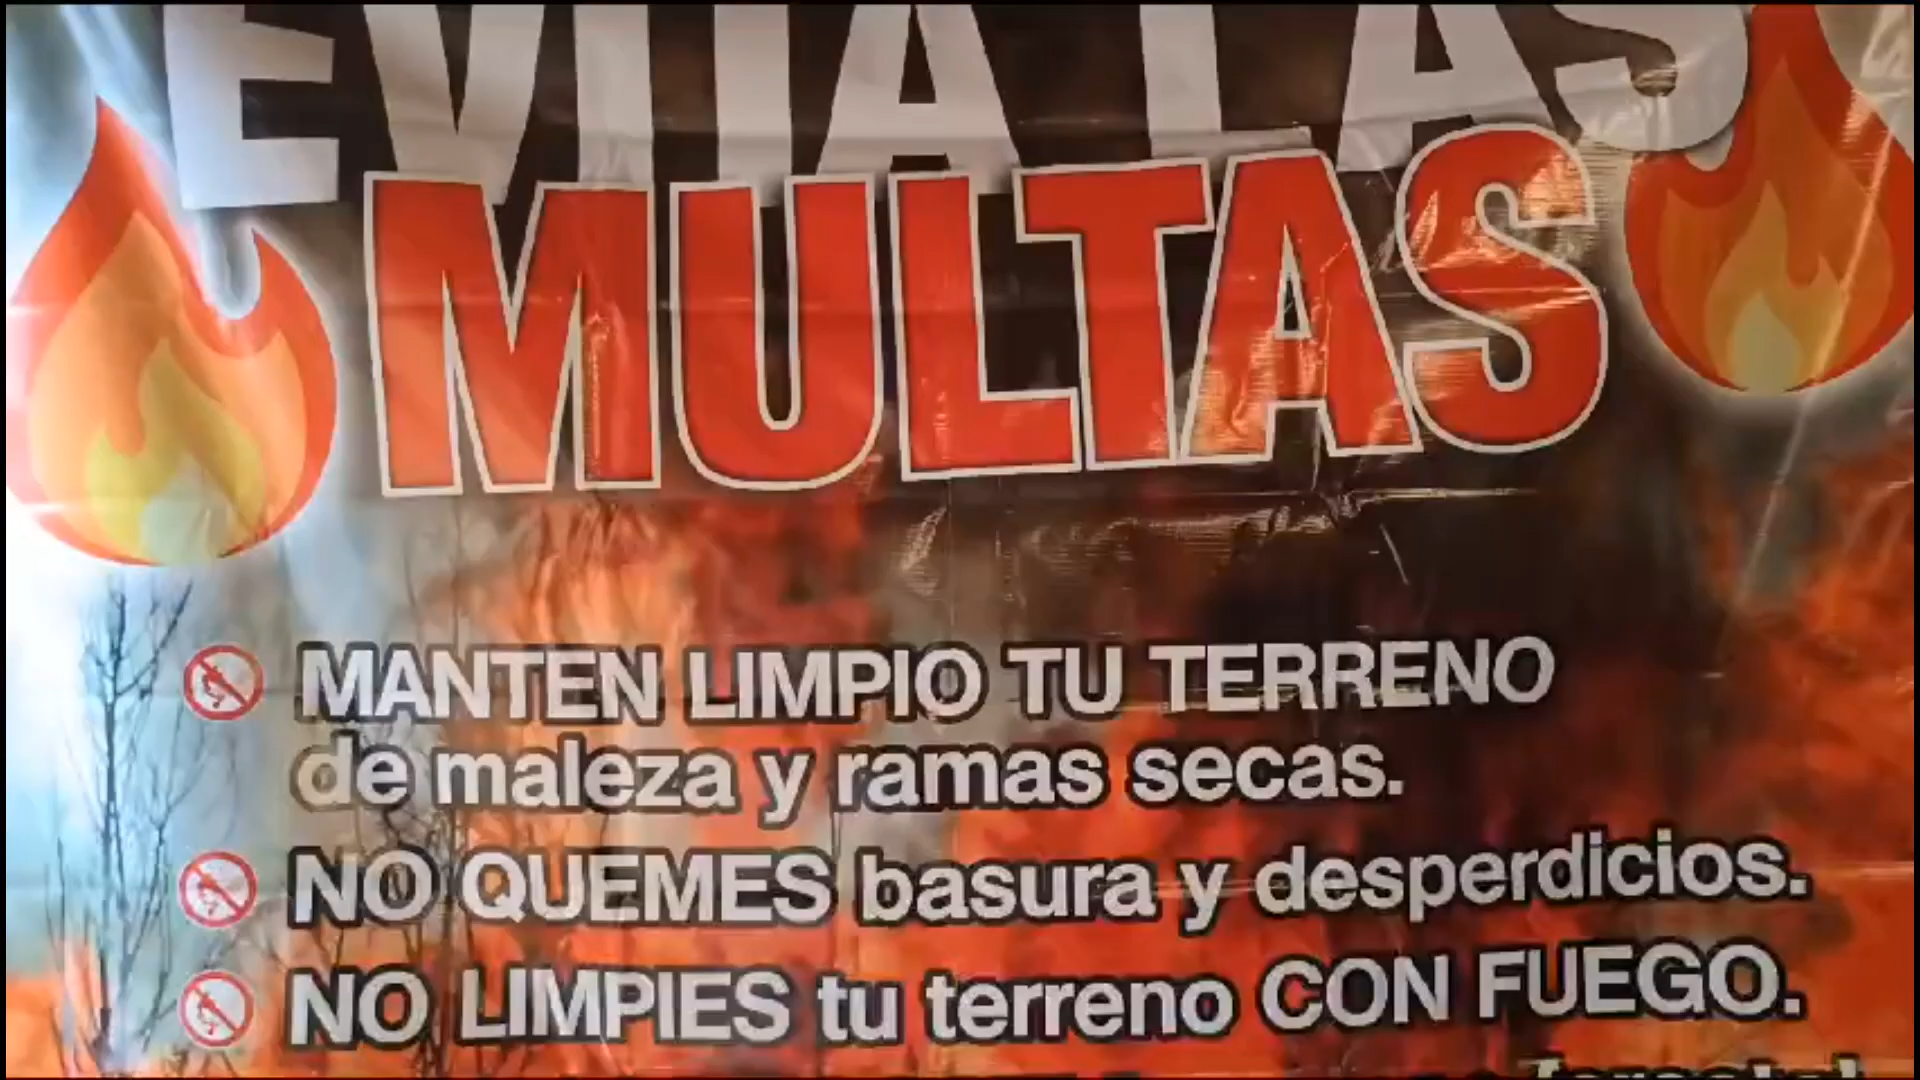 EVITA LAS
MULTAS
MANTEN LIMPIO TU TERRENO
de maleza y ramas secas.
NO QUEMES basura y desperdicios.
NO LIMPIES tu terreno CON FUEGO.